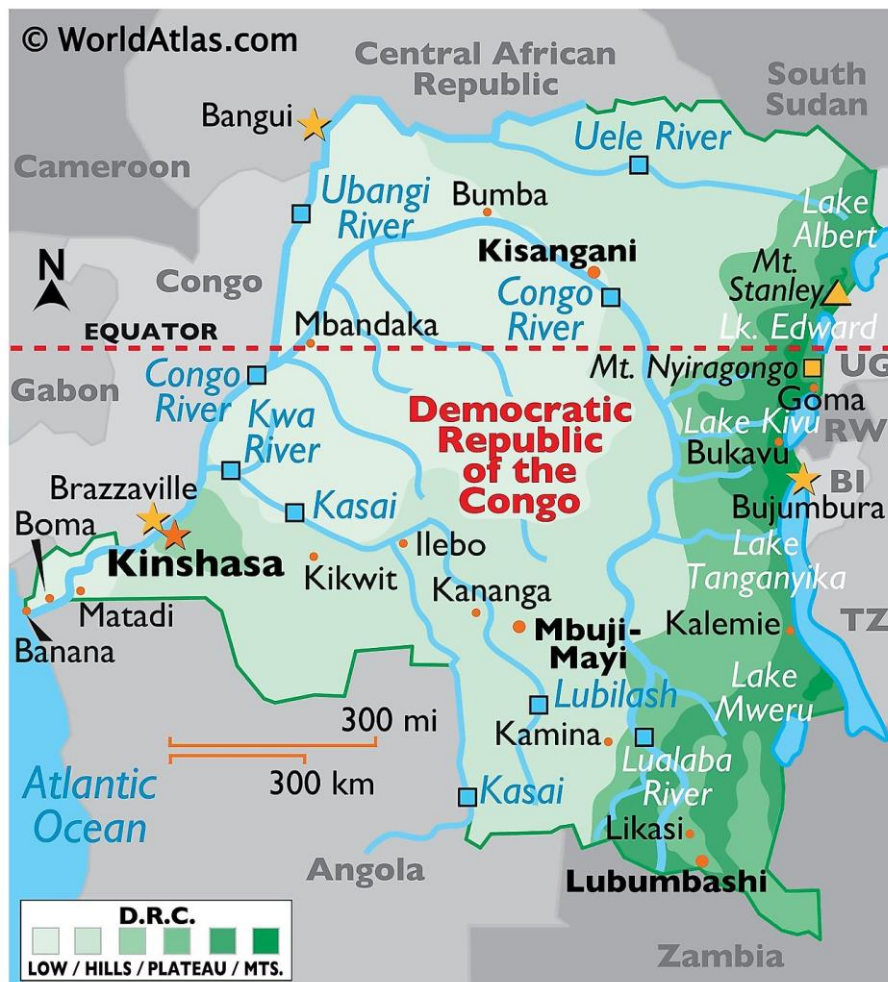 © WorldAtlas.com
Central African
Republic
South
Sudan
Bangui
Cameroon
Uele River
Ubangi
River
Bumba
Lake
Albert
Kisangani
Mt.
Stanley
N
Congo
Congo
River
Lk. Edward
EQUATOR
Mbandaka
Gabon
Congo
River
Mt. Nyiragongo
UG
Goma
Kwa
River
Democratic
Republic
of the
Congo
Lake Kivu
RW
Bukavu
BI
Bujumbura
Brazzaville
Kasai
Boma
Kinshasa
Ilebo
Lake
Tanganyika
Kikwit
Kananga
Matadi
Banana
Mbuji-
Mayi
Kalemie
TZ
Lubilash
Lake
Mweru
300 mi
Kamina
300 km
Atlantic
Ocean
Kasai
Lualaba
River
Likasi
Angola
Lubumbashi
D.R.C.
LOW / HILLS / PLATEAU / MTS.
Zambia